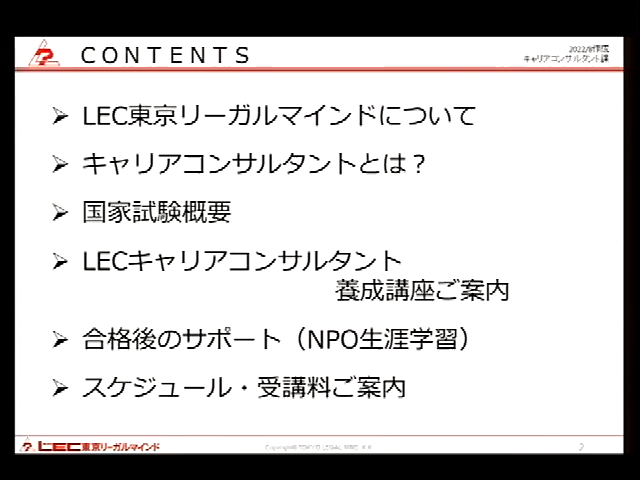 CONTENTS
2022/8作成
キャリアコンサルタント課
LEC東京リーガルマインドについて
キャリアコンサルタントとは？
国家試験概要
LECキャリアコンサルタント
養成講座ご案内
合格後のサポート（NPO生涯学習）
スケジュール・受講料ご案内
LEC東京リーガルマインド
2